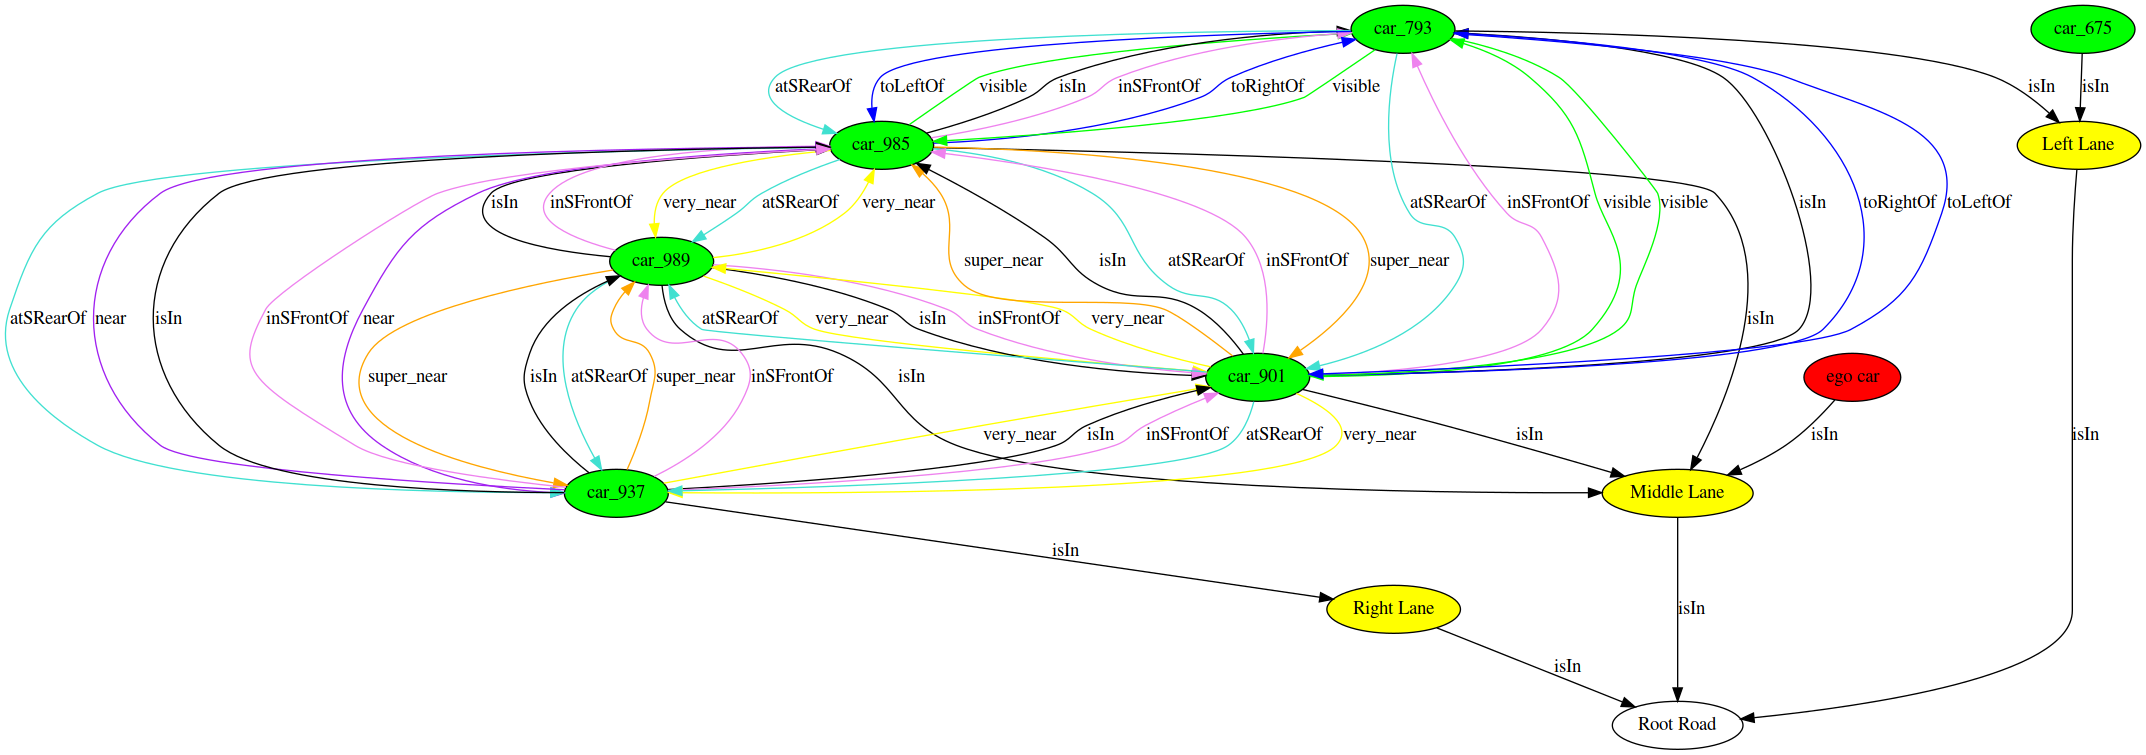 car_793 car_675
atSRearOf toLeftOf visible isIn inSFrontOf toRightOf visible isIn isIn
car_985 Left Lane
isIn inSFrontOf very_near atSRearOf very_near atSRearOf inSFrontOf visible visible isIn toRightOf toLeftOf
car_989 super_near isIn atSRearOf inSFrontOf super_near
atSRearOf near isIn inSFrontOf near atSRearOf very_near isIn inSFrontOf very_near isIn
super_near isIn atSRearOf super_near inSFrontOf isIn car_901 ego car
very_near isIn inSFrontOf atSRearOf very_near isIn isIn isIn
car_937 Middle Lane
isIn
Right Lane isIn
isIn
Root Road